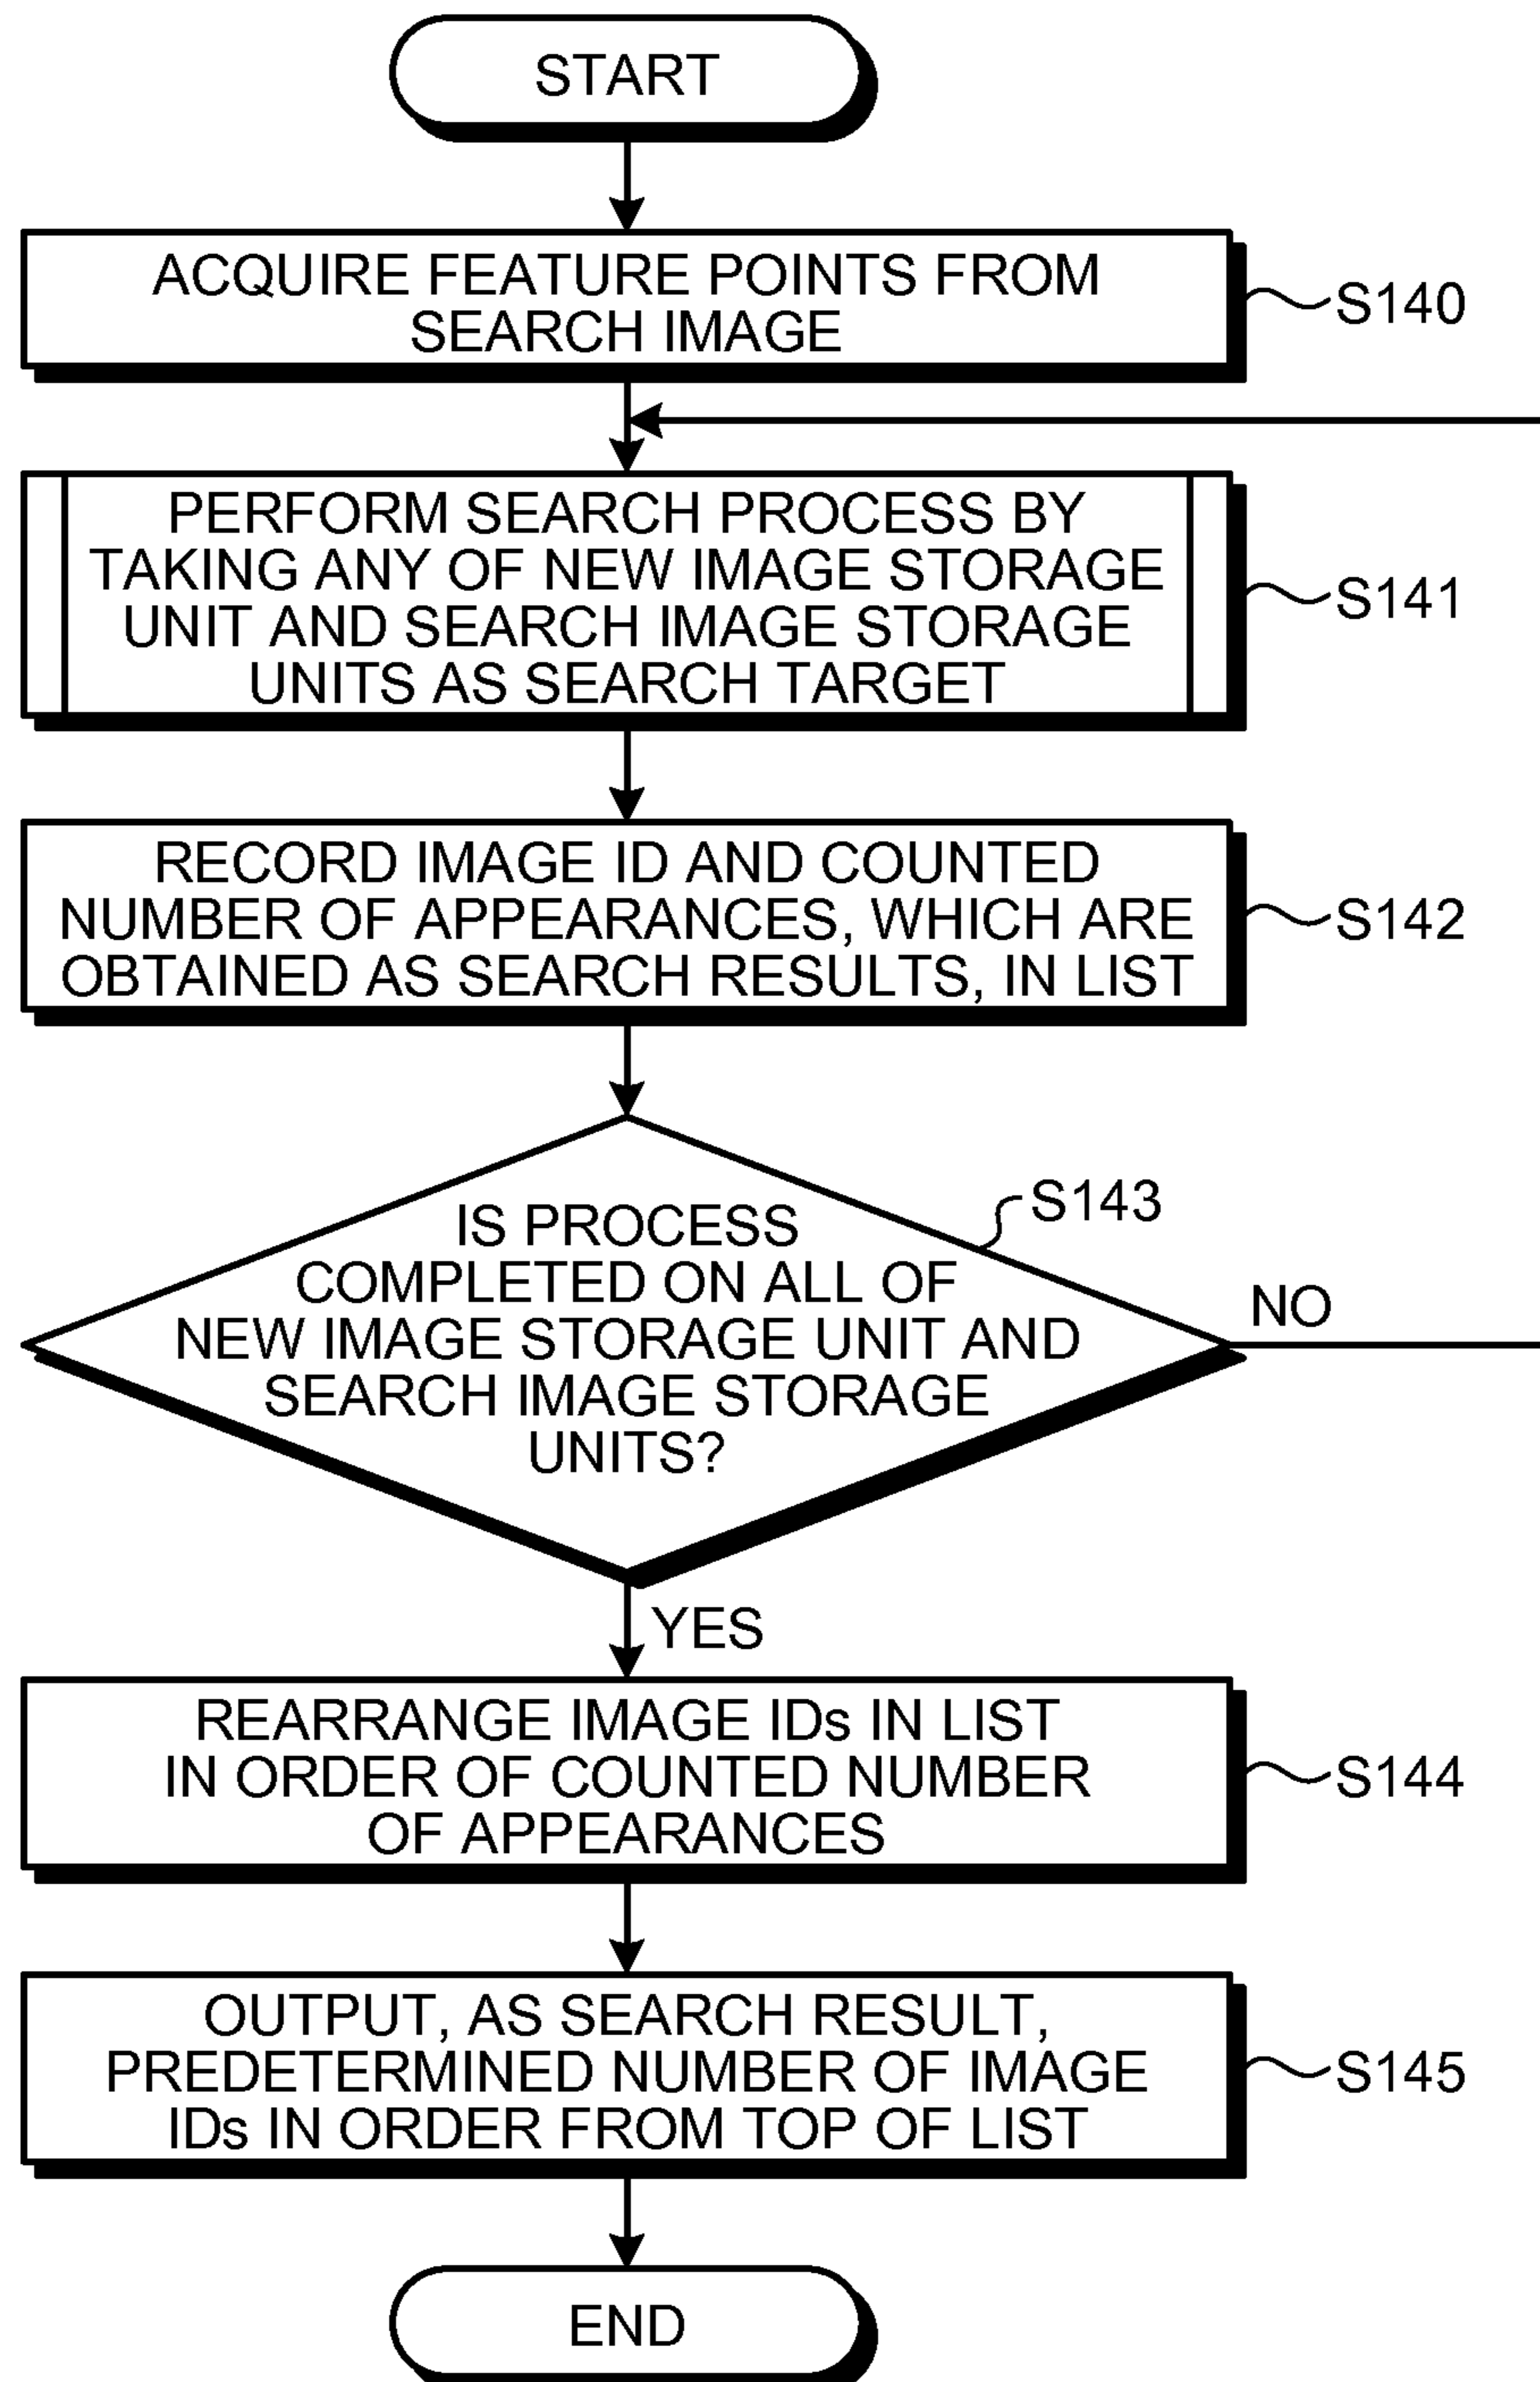 START
ACQUIRE FEATURE POINTS FROM
SEARCH IMAGE
S140
PERFORM SEARCH PROCESS BY
TAKING ANY OF NEW IMAGE STORAGE
UNIT AND SEARCH IMAGE STORAGE
UNITS AS SEARCH TARGET
S141
RECORD IMAGE ID AND COUNTED
NUMBER OF APPEARANCES, WHICH ARE
OBTAINED AS SEARCH RESULTS, IN LIST
S142
IS PROCESS
COMPLETED ON ALL OF
NEW IMAGE STORAGE UNIT AND
SEARCH IMAGE STORAGE
UNITS?
S143
NO
YES
REARRANGE IMAGE IDs IN LIST
IN ORDER OF COUNTED NUMBER
OF APPEARANCES
S144
OUTPUT, AS SEARCH RESULT,
PREDETERMINED NUMBER OF IMAGE
IDs IN ORDER FROM TOP OF LIST
S145
END